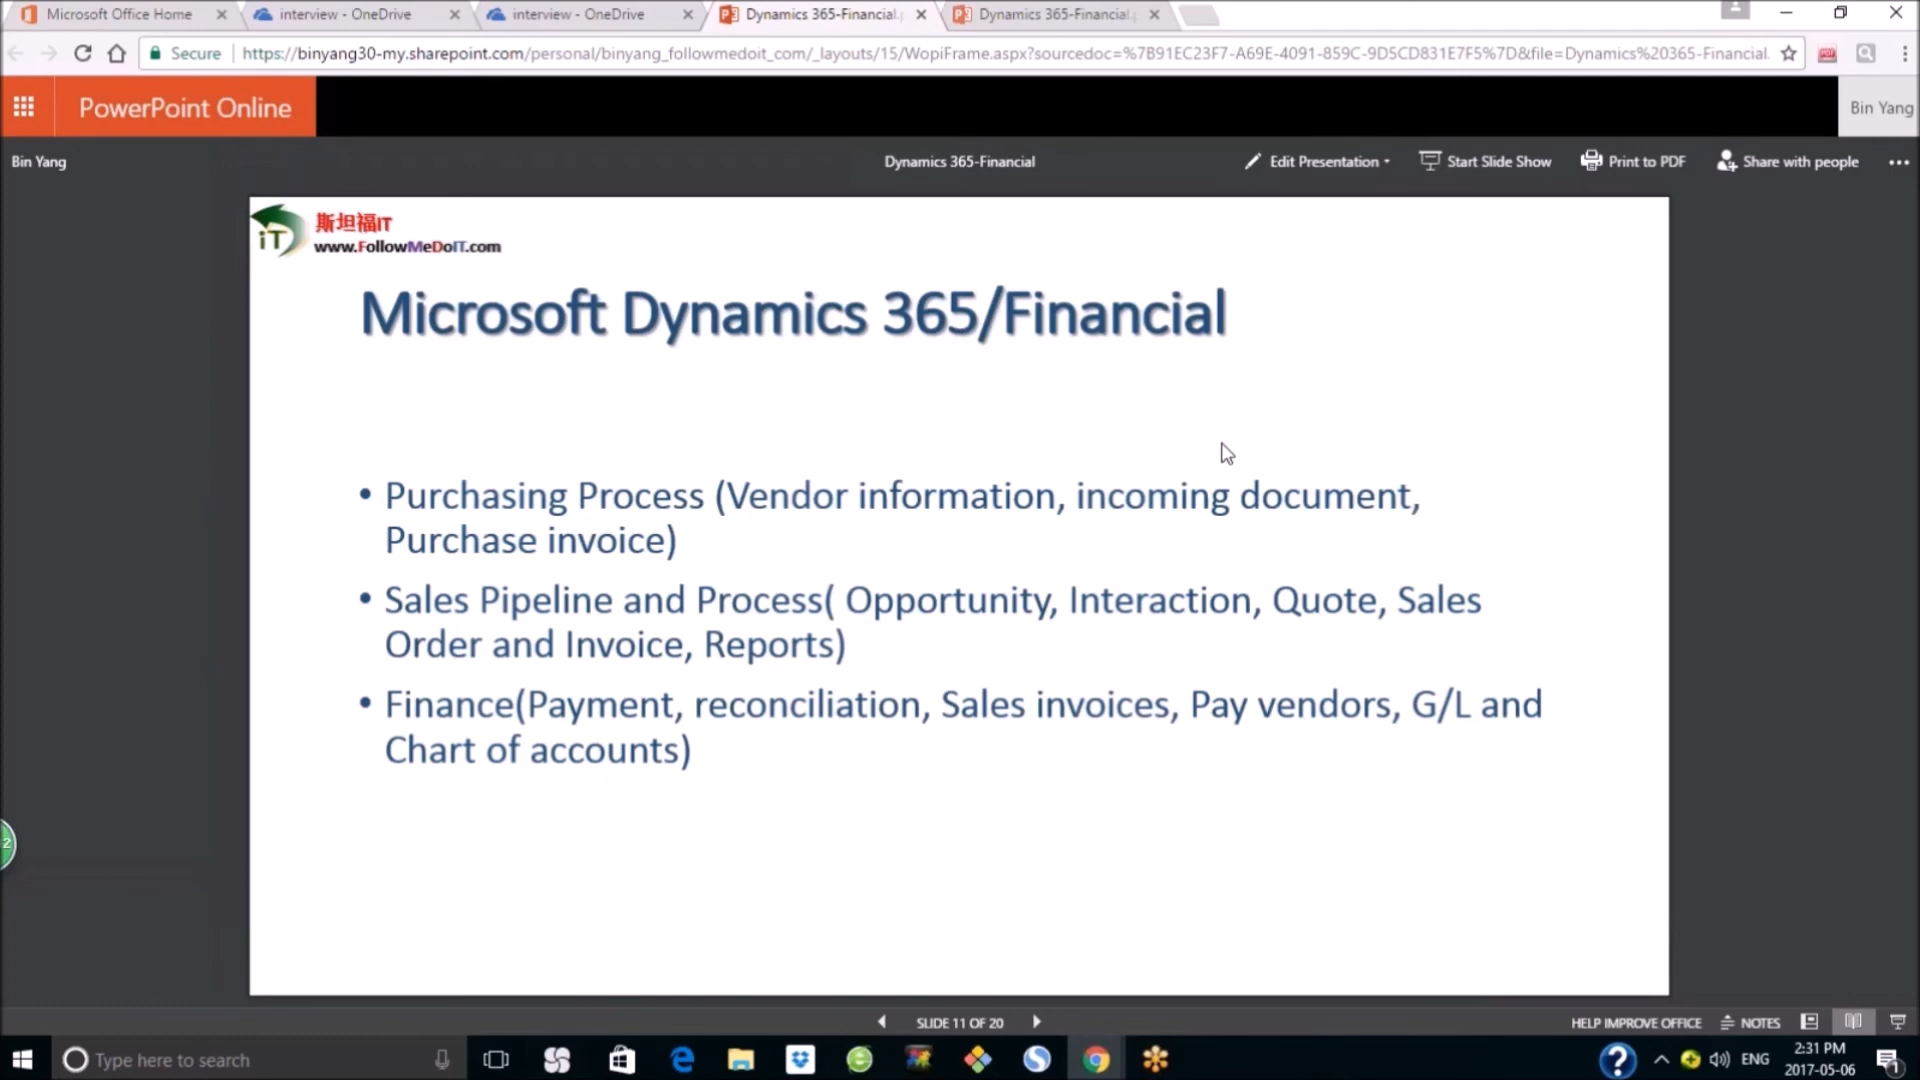 Microsoft Office Home
interview - OneDrive
interview - OneDrive
Dynamics 365-Financial.
Dynamics 365-Financial.
Secure
https://binyang30-my.sharepoint.com/personal/binyang_followmedoit_com/_layouts/15/WopiFrame.aspx?sourcedoc=%7B91EC23F7-A69E-4091-859C-9D5CD831E7F5%7D&file=Dynamics%20365-Financial.
PowerPoint Online
Bin Yang
Bin Yang
Dynamics 365-Financial
Edit Presentation
Start Slide Show
Print to PDF
Share with people
iT
斯坦福IT
www.FollowMeDoIT.com
Microsoft Dynamics 365/Financial
• Purchasing Process (Vendor information, incoming document,
Purchase invoice)
• Sales Pipeline and Process( Opportunity, Interaction, Quote, Sales
Order and Invoice, Reports)
• Finance(Payment, reconciliation, Sales invoices, Pay vendors, G/L and
Chart of accounts)
2
SLIDE 11 OF 20
HELP IMPROVE OFFICE
NOTES
Type here to search
ENG
2:31 PM
2017-05-06
1